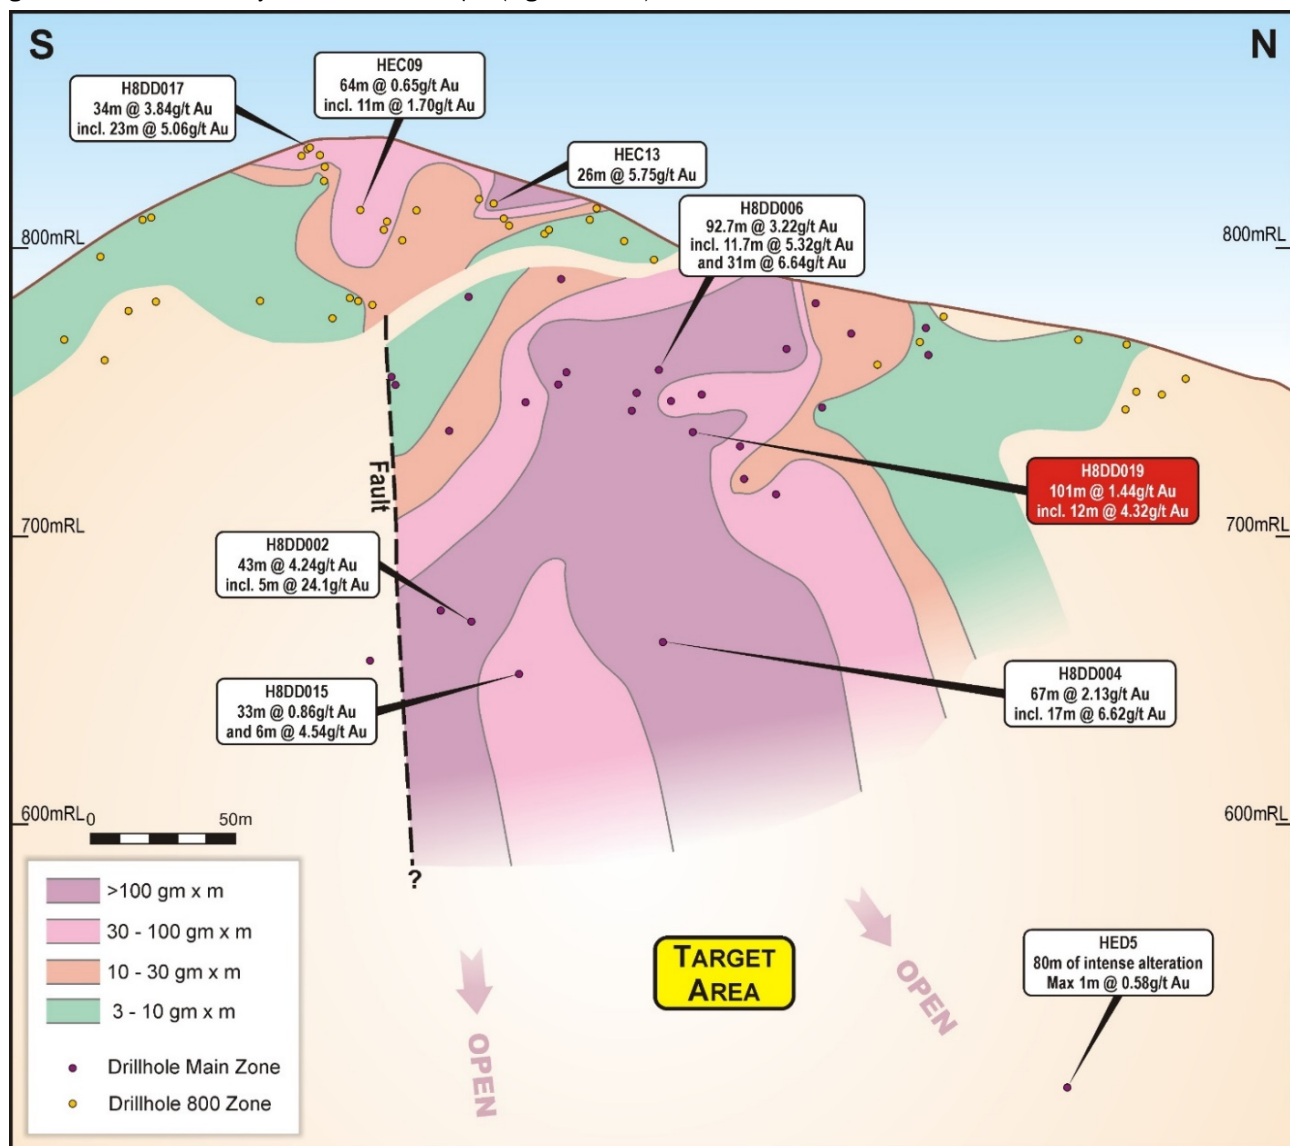 S
N
HEC09
64m @ 0.65g/t Au
incl. 11m @ 1.70g/t Au
H8DD017
34m @ 3.84g/t Au
incl. 23m @ 5.06g/t Au
HEC13
26m @ 5.75g/t Au
H8DD006
92.7m @ 3.22g/t Au
incl. 11.7m @ 5.32g/t Au
and 31m @ 6.64g/t Au
800mRL
800mRL
Fault
H8DD019
101m @ 1.44g/t Au
incl. 12m @ 4.32g/t Au
700mRL
700mRL
H8DD002
43m @ 4.24g/t Au
incl. 5m @ 24.1g/t Au
H8DD015
33m @ 0.86g/t Au
and 6m @ 4.54g/t Au
H8DD004
67m @ 2.13g/t Au
incl. 17m @ 6.62g/t Au
600mRL
600mRL
0 50m
?
>100 gm x m
30 - 100 gm x m
10 - 30 gm x m
3 - 10 gm x m
Drillhole Main Zone
Drillhole 800 Zone
TARGET
AREA
OPEN
OPEN
HED5
80m of intense alteration
Max 1m @ 0.58g/t Au